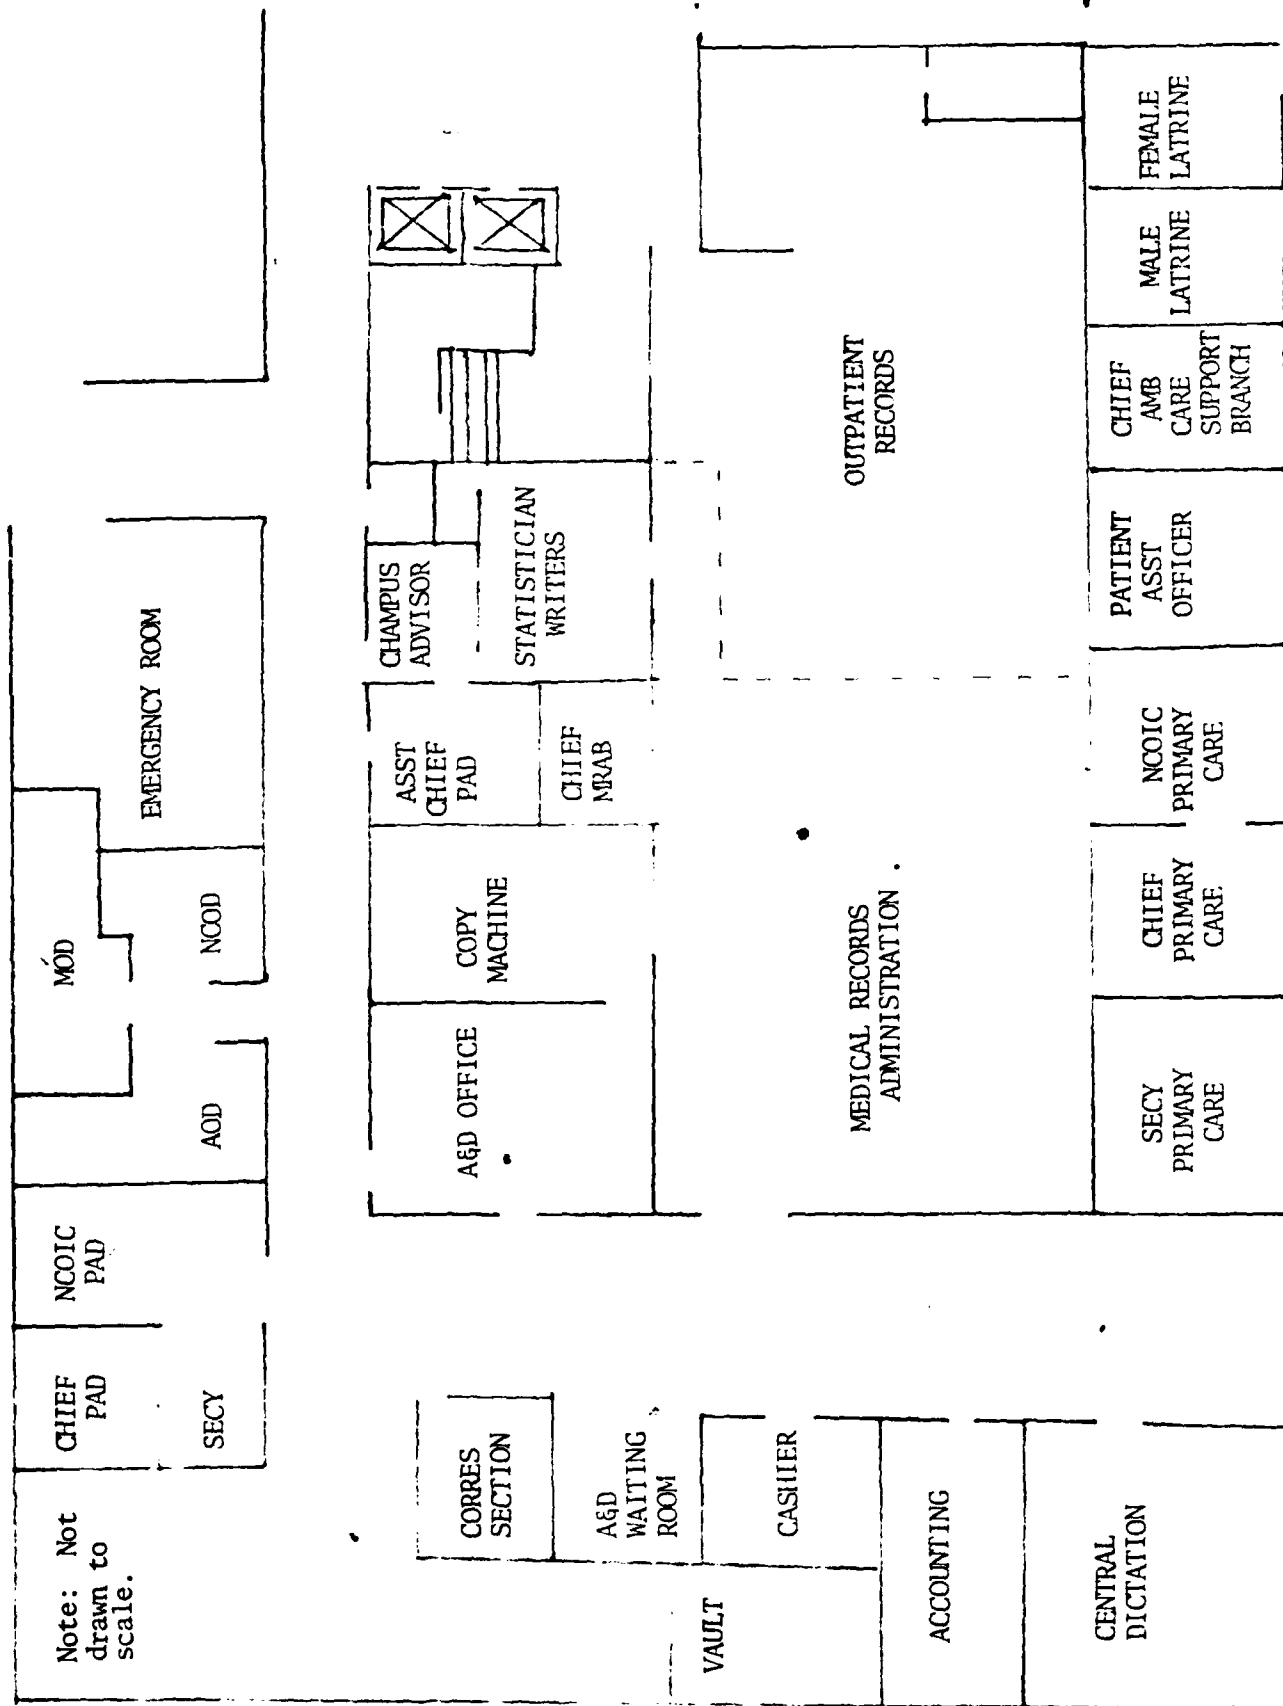 Note: Not
drawn to
scale.
CHIEF
PAD
NCOIC
PAD
MOD
SECY
AOD
NCOD
EMERGENCY ROOM
CORRES
SECTION
A&D OFFICE
COPY
MACHINE
ASST
CHIEF
PAD
CHAMPUS
ADVISOR
CHIEF
MRAB
STATISTICIAN
WRITERS
A&D
WAITING
ROOM
VAULT
CASHIER
MEDICAL RECORDS
ADMINISTRATION
OUTPATIENT
RECORDS
ACCOUNTING
CENTRAL
DICTATION
SECY
PRIMARY
CARE
CHIEF
PRIMARY
CARE
NCOIC
PRIMARY
CARE
PATIENT
ASST
OFFICER
CHIEF
AMB
CARE
SUPPORT
BRANCH
MALE
LATRINE
FEMALE
LATRINE